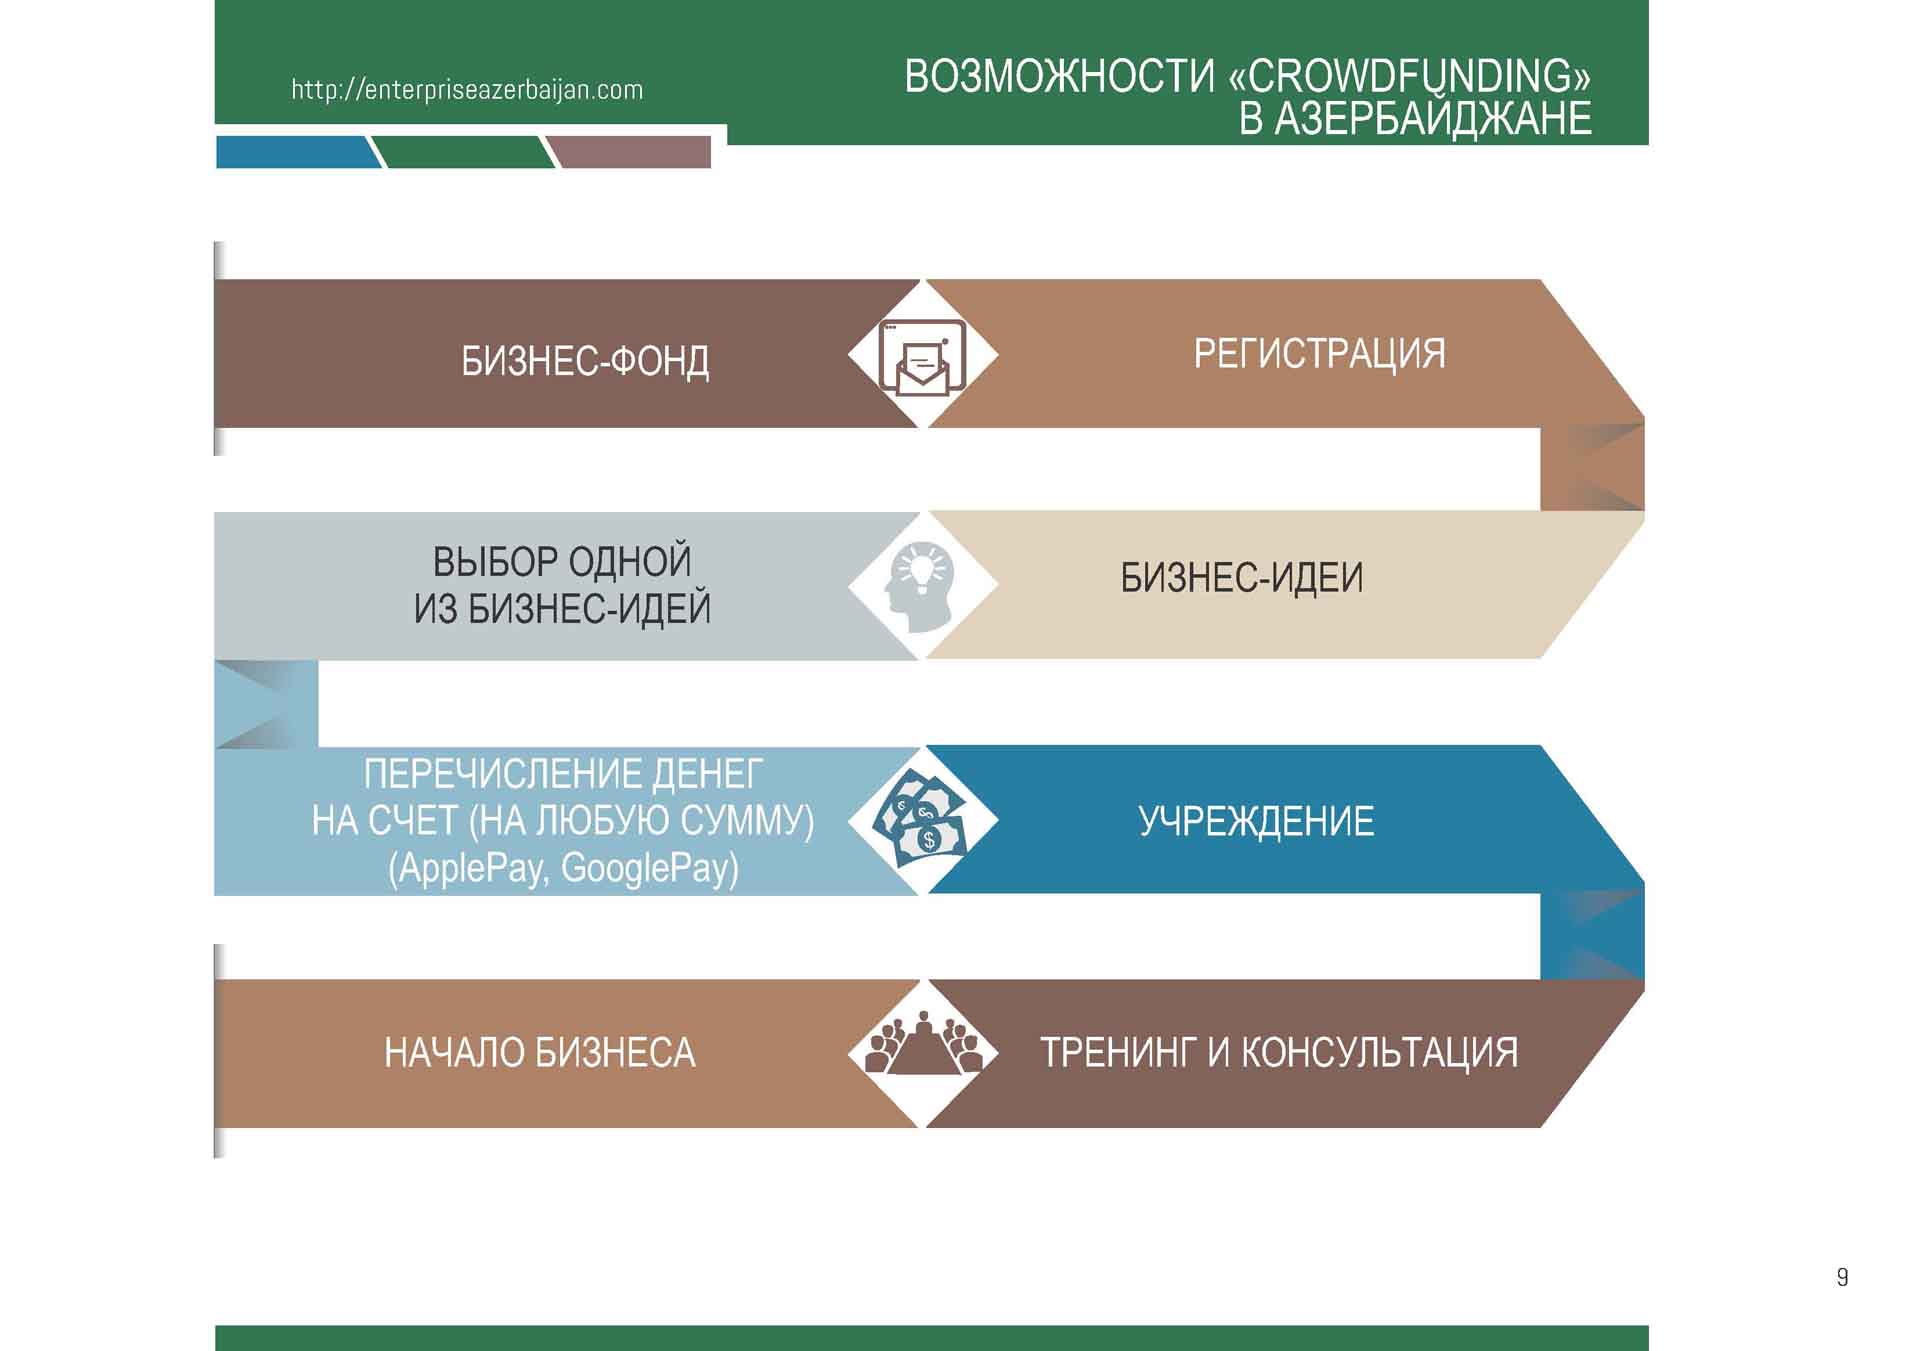 http://enterpriseazerbaijan.com
ВОЗМОЖНОСТИ «CROWDFUNDING»
В АЗЕРБАЙДЖАНЕ
БИЗНЕС-ФОНД
РЕГИСТРАЦИЯ
ВЫБОР ОДНОЙ
ИЗ БИЗНЕС-ИДЕЙ
БИЗНЕС-ИДЕИ
ПЕРЕЧИСЛЕНИЕ ДЕНЕГ
НА СЧЕТ (НА ЛЮБУЮ СУММУ)
(ApplePay, GooglePay)
УЧРЕЖДЕНИЕ
НАЧАЛО БИЗНЕСА
ТРЕНИНГ И КОНСУЛЬТАЦИЯ
9